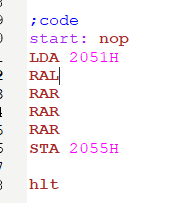 ;code
start: nop
LDA 2051H
RAL
RAR
RAR
RAR
STA 2055H
hlt